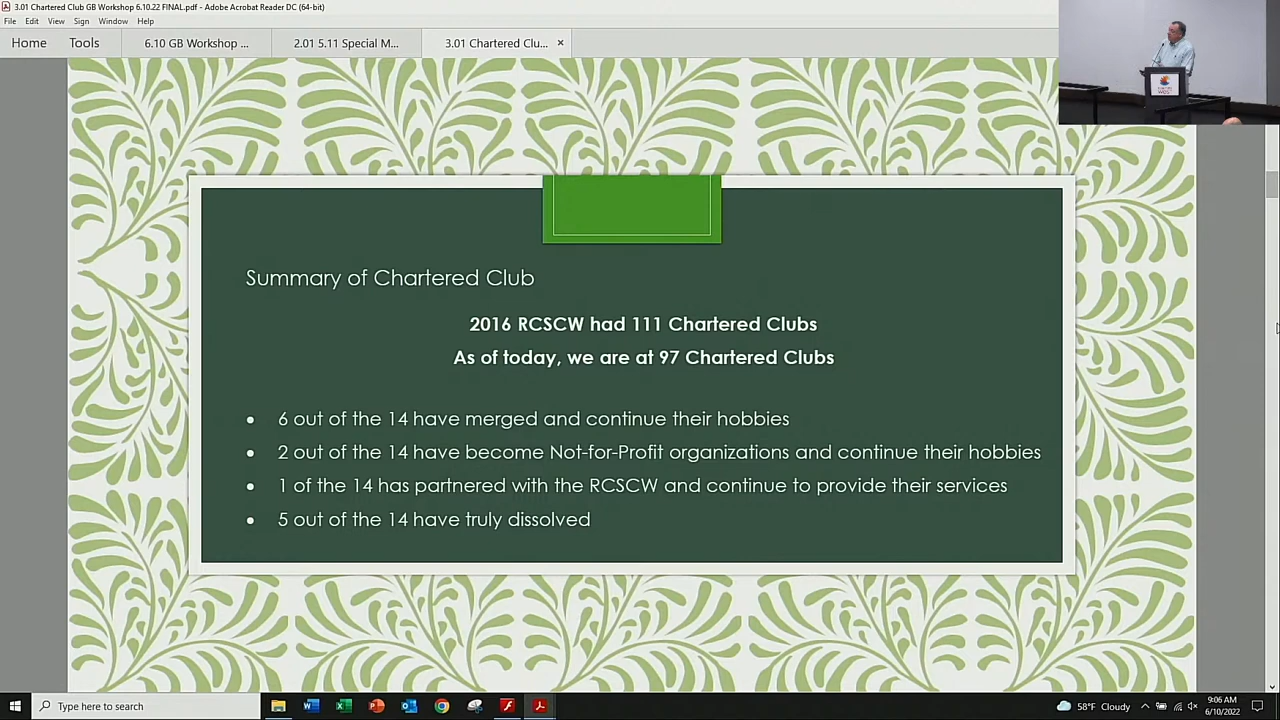 3.01 Chartered Club GB Workshop 6.10.22 FINAL.pdf - Adobe Acrobat Reader DC (64-bit)
File Edit View Sign Window Help
Home Tools 6.10 GB Workshop ... 2.01 5.11 Special M... 3.01 Chartered Clu... ×
Summary of Chartered Club
2016 RCSCW had 111 Chartered Clubs
As of today, we are at 97 Chartered Clubs
• 6 out of the 14 have merged and continue their hobbies
• 2 out of the 14 have become Not-for-Profit organizations and continue their hobbies
• 1 of the 14 has partnered with the RCSCW and continue to provide their services
• 5 out of the 14 have truly dissolved
Type here to search
58°F Cloudy
9:06 AM
6/10/2022